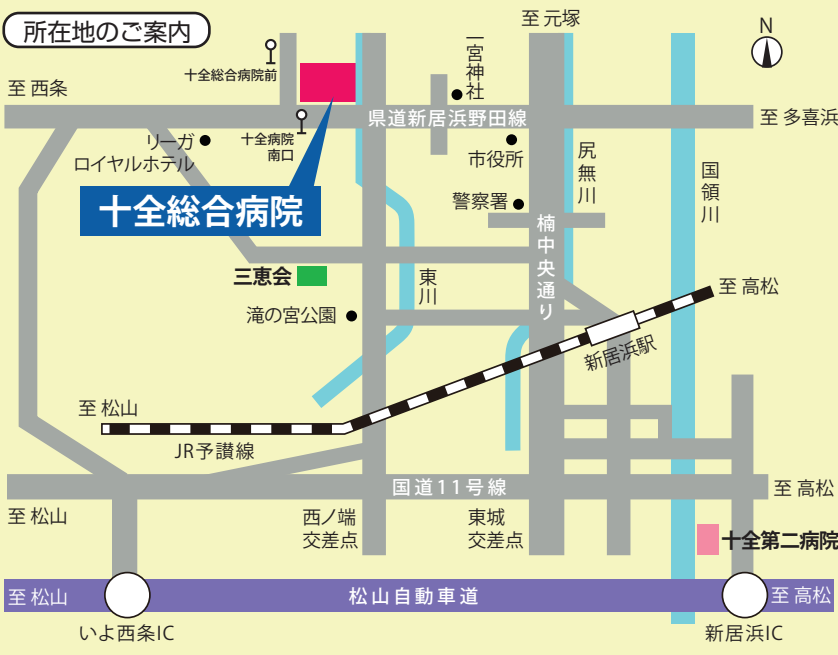 所在地のご案内
至 元塚
N
十全総合病院前
一宮神社
至 西条
県道新居浜野田線
至 多喜浜
リーガ
ロイヤルホテル
十全病院
南口
市役所
尻無川
国領川
警察署
十全総合病院
楠中央通り
三恵会
東川
至 高松
滝の宮公園
新居浜駅
至 松山
JR予讃線
国道11号線
至 高松
至 松山
西ノ端
交差点
東城
交差点
十全第二病院
至 松山
松山自動車道
至 高松
いよ西条IC
新居浜IC